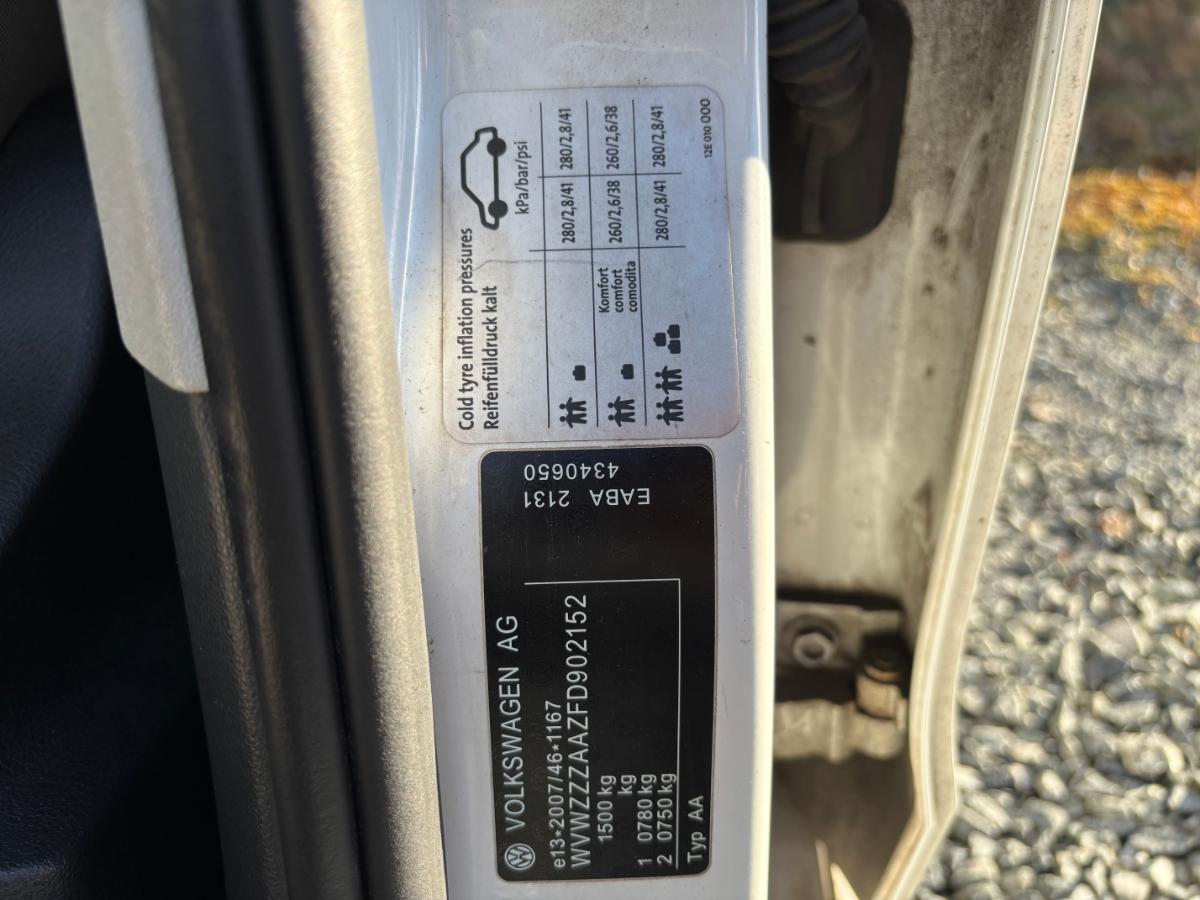 Cold tyre inflation pressures
Reifenfülldruck kalt
kPa/bar/psi
280/2,8/41 280/2,8/41
Komfort
comfort
comodita
260/2,6/38 260/2,6/38
280/2,8/41 280/2,8/41
12E 010 000
VOLKSWAGEN AG
e13*2007/46*1167
WVWZZZAAZFD902152
1500 kg
kg
1 0780 kg
2 0750 kg
Typ AA
EABA 2131
4340650